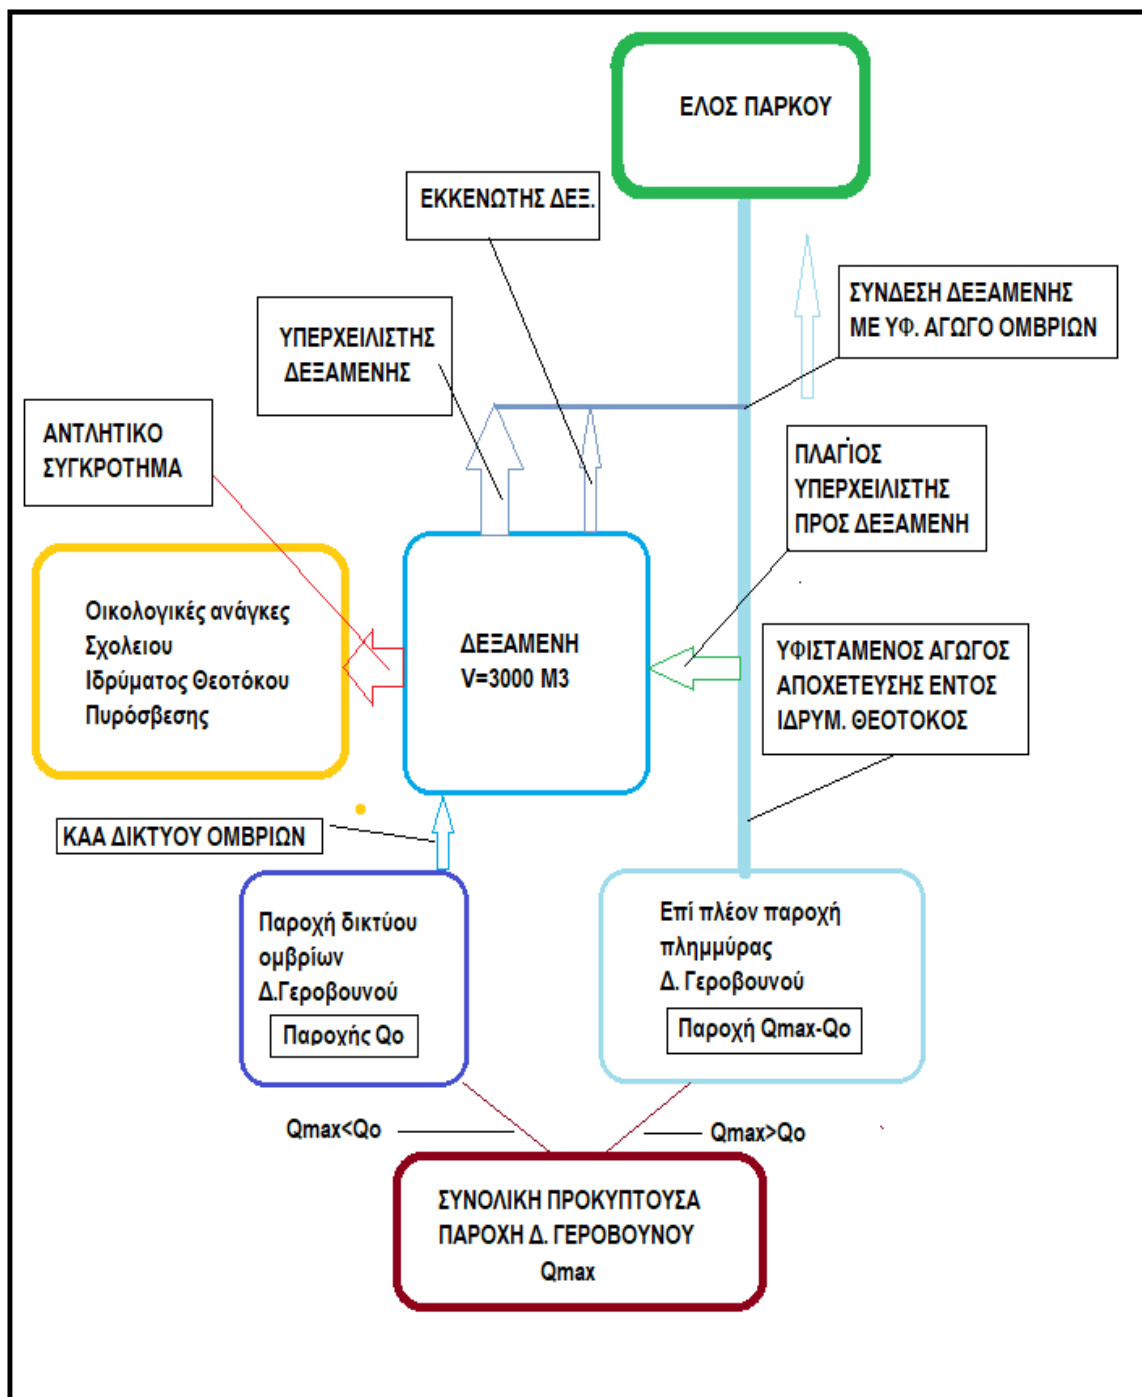 ΕΛΟΣ ΠΑΡΚΟΥ
ΕΚΚΕΝΩΤΗΣ ΔΕΞ.
ΣΥΝΔΕΣΗ ΔΕΞΑΜΕΝΗΣ
ΜΕ ΥΦ. ΑΓΩΓΟ ΟΜΒΡΙΩΝ
ΥΠΕΡΧΕΙΛΙΣΤΗΣ
ΔΕΞΑΜΕΝΗΣ
ΑΝΤΛΗΤΙΚΟ
ΣΥΓΚΡΟΤΗΜΑ
ΠΛΑΓΙΟΣ
ΥΠΕΡΧΕΙΛΙΣΤΗΣ
ΠΡΟΣ ΔΕΞΑΜΕΝΗ
Οικολογικές ανάγκες
Σχολειου
Ιδρύματος Θεοτόκου
Πυρόσβεσης
ΔΕΞΑΜΕΝΗ
V=3000 M3
ΥΦΙΣΤΑΜΕΝΟΣ ΑΓΩΓΟΣ
ΑΠΟΧΕΤΕΥΣΗΣ ΕΝΤΟΣ
ΙΔΡΥΜ. ΘΕΟΤΟΚΟΣ
ΚΑΑ ΔΙΚΤΥΟΥ ΟΜΒΡΙΩΝ
Παροχή δικτύου
ομβρίων
Δ.Γεροβουνού
Παροχής Qo
Επί πλέον παροχή
πλημμύρας
Δ. Γεροβουνού
Παροχή Qmax-Qo
Qmax<Qo
Qmax>Qo
ΣΥΝΟΛΙΚΗ ΠΡΟΚΥΠΤΟΥΣΑ
ΠΑΡΟΧΗ Δ. ΓΕΡΟΒΟΥΝΟΥ
Qmax